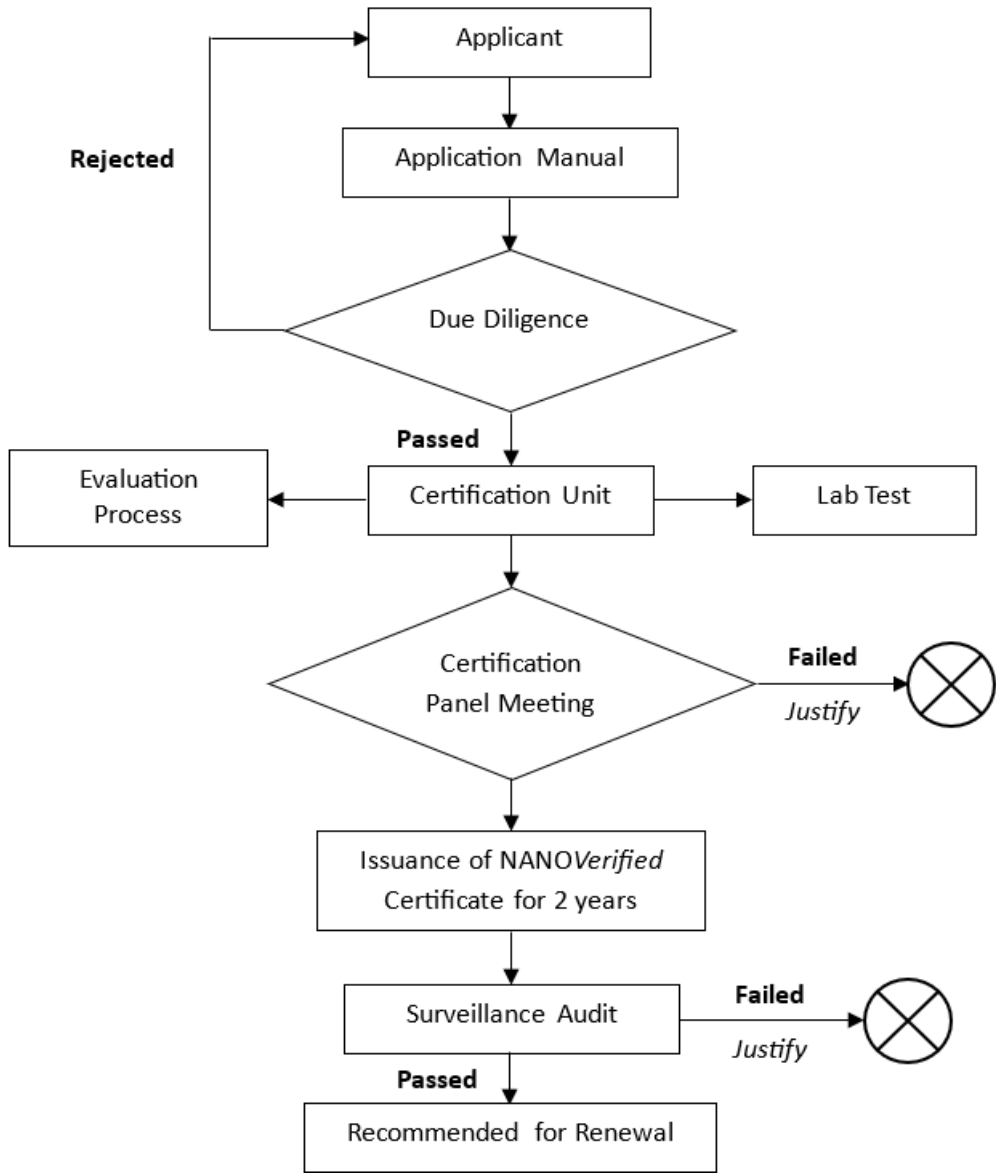 Applicant
Application Manual
Rejected
Due Diligence
Passed
Evaluation
Process
Certification Unit
Lab Test
Certification
Panel Meeting
Failed
Justify
Issuance of NANOVerified
Certificate for 2 years
Surveillance Audit
Failed
Justify
Passed
Recommended for Renewal